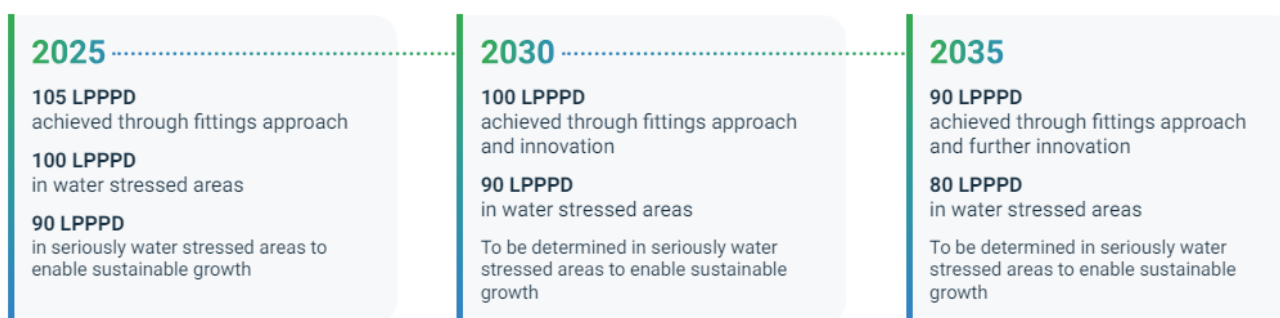 2025
105 LPPPD
achieved through fittings approach
100 LPPPD
in water stressed areas
90 LPPPD
in seriously water stressed areas to
enable sustainable growth
2030
100 LPPPD
achieved through fittings approach
and innovation
90 LPPPD
in water stressed areas
To be determined in seriously water
stressed areas to enable sustainable
growth
2035
90 LPPPD
achieved through fittings approach
and further innovation
80 LPPPD
in water stressed areas
To be determined in seriously water
stressed areas to enable sustainable
growth